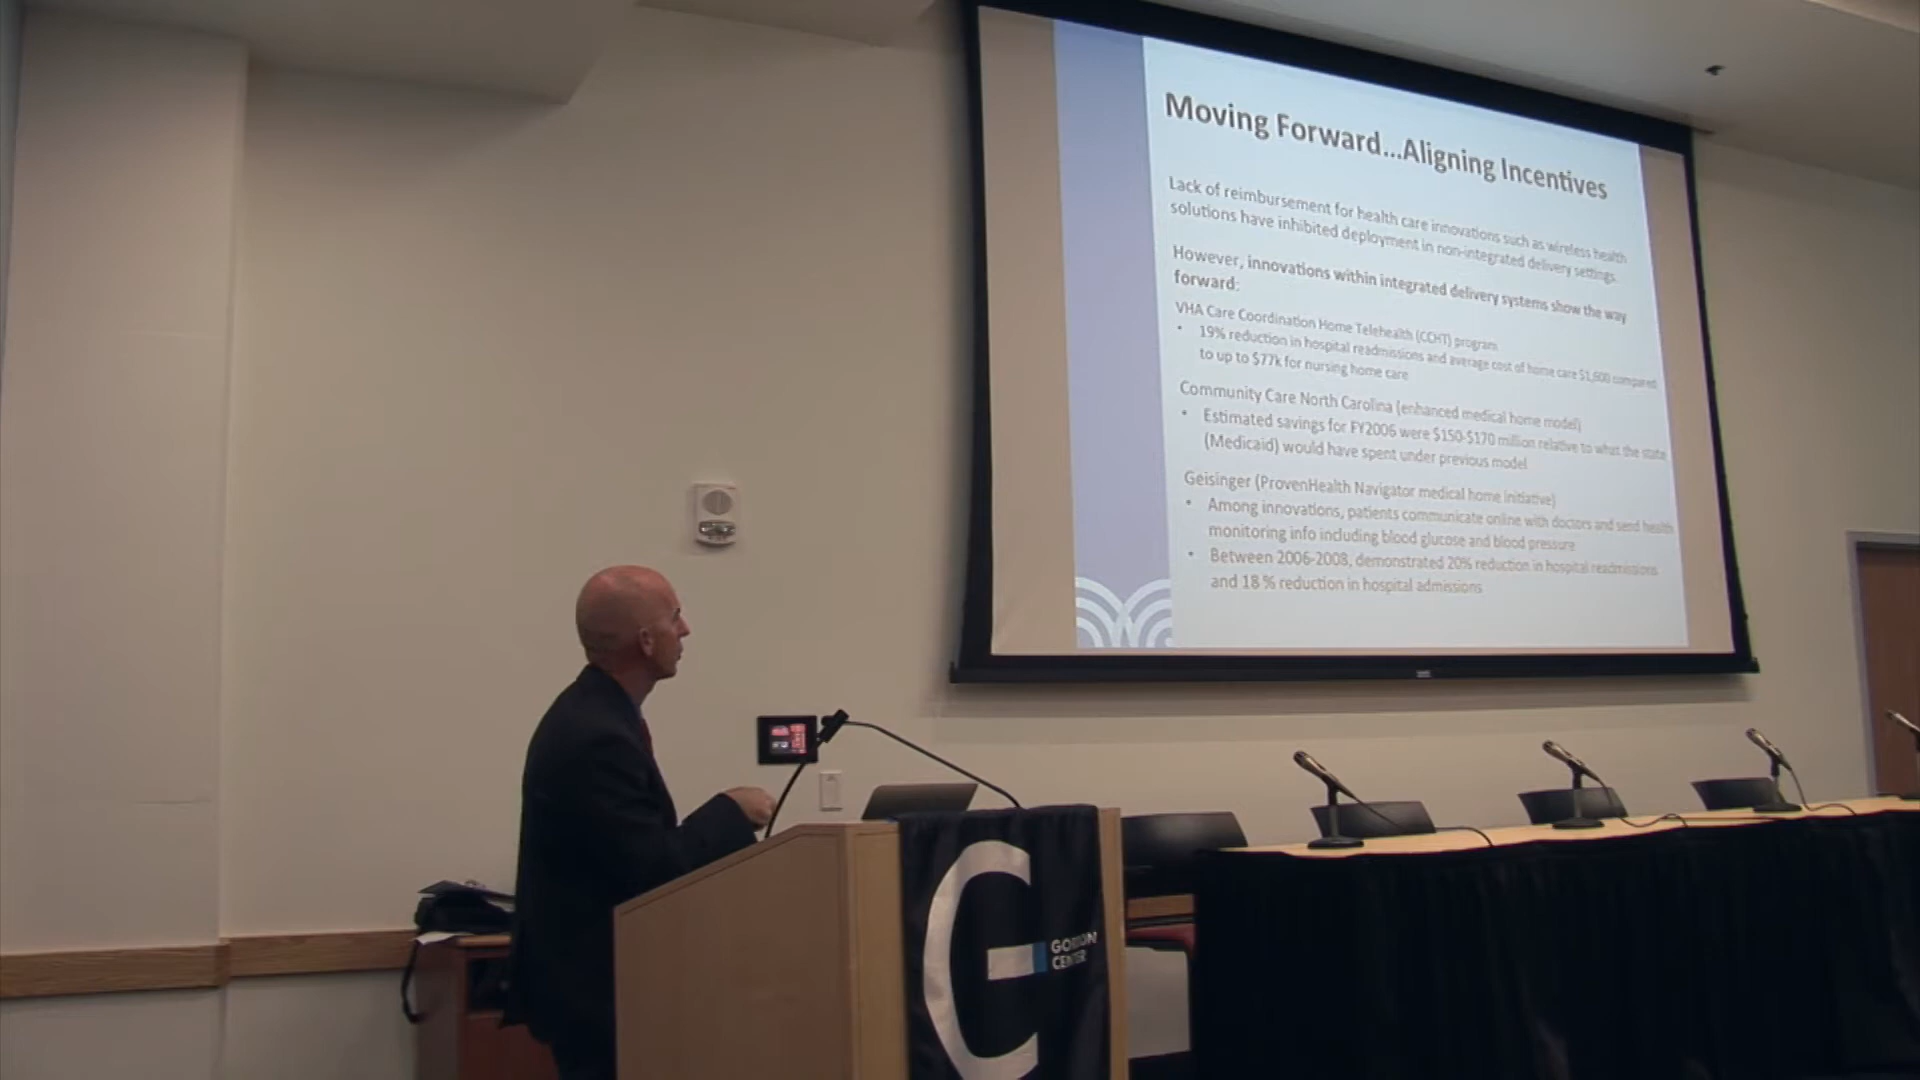 Moving Forward...Aligning Incentives
Lack of reimbursement for health care innovations such as wireless health
solutions have inhibited deployment in non-integrated delivery settings.
However, innovations within integrated delivery systems show the way
forward:
VHA Care Coordination Home Telehealth (CCHT) program
• 19% reduction in hospital readmissions and average cost of home care $1,600 compared
to up to $77k for nursing home care
Community Care North Carolina (enhanced medical home model)
• Estimated savings for FY2006 were $150-$170 million relative to what the state
(Medicaid) would have spent under previous model
Geisinger (ProvenHealth Navigator medical home initiative)
• Among innovations, patients communicate online with doctors and send health
monitoring info including blood glucose and blood pressure
• Between 2006-2008, demonstrated 20% reduction in hospital readmissions
and 18 % reduction in hospital admissions
GORDON
CENTER